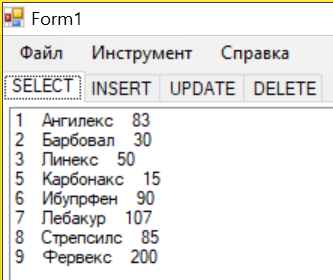 Form1
Файл Инструмент Справка
SELECT INSERT UPDATE DELETE
1 Ангилекс 83
2 Барбовал 30
3 Линекс 50
5 Карбонакс 15
6 Ибупрфен 90
7 Лебакур 107
8 Стрепсилс 85
9 Фервекс 200